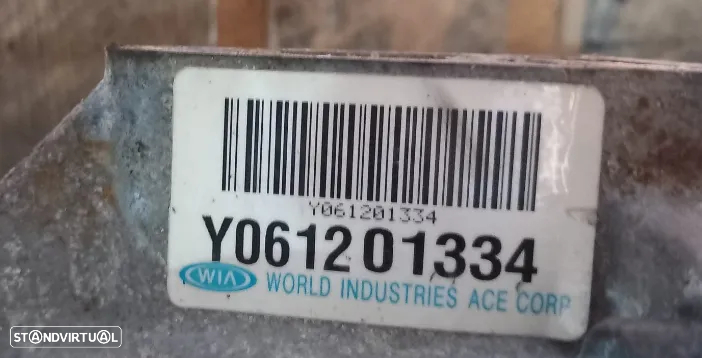 Y061201334
Y061201334
WIA WORLD INDUSTRIES ACE CORP
STANDVIRTUAL